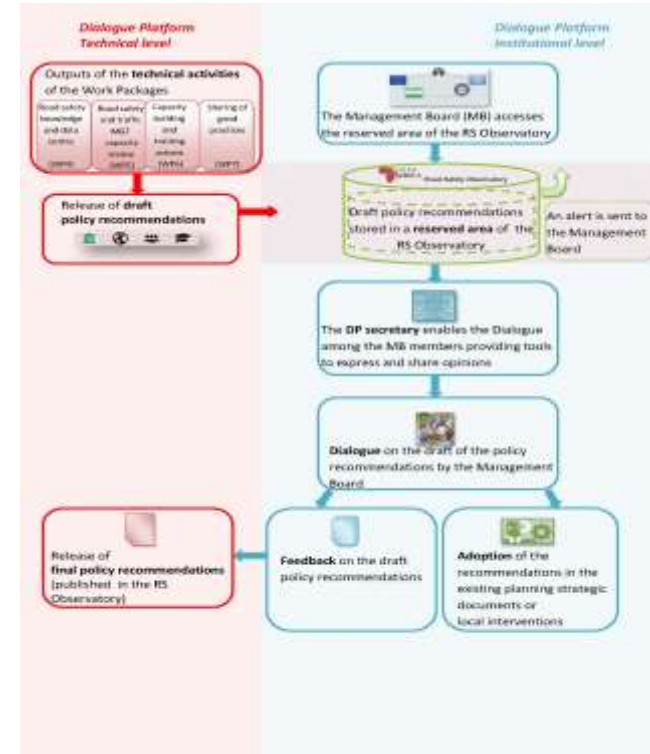 Dialogue Platform
Technical level
Dialogue Platform
Institutional level
Outputs of the technical activities
of the Work Packages
Road safety
knowledge
and data
centre
Road safety
and traffic
MGT
capacity
review
Capacity
building
and
training
actions
Sharing of
good
practices
Release of draft
policy recommendations
The Management Board (MB) accesses
the reserved area of the RS Observatory
Road Safety Observatory
Draft policy recommendations
stored in a reserved area of the
RS Observatory
An alert is sent to
the Management
Board
The DP secretary enables the Dialogue
among the MB members providing tools
to express and share opinions
Dialogue on the draft of the policy
recommendations by the Management
Board
Release of
final policy recommendations
(published in the RS
Observatory)
Feedback on the draft
policy recommendations
Adoption of the
recommendations in the
existing planning strategic
documents or
local interventions